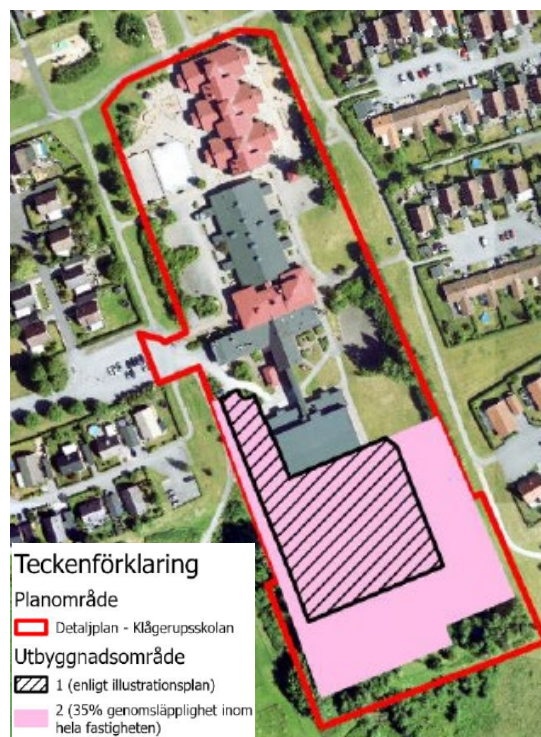 Teckenförklaring
Planområde
Detaljplan - Klågerupsskolan
Utbyggnadsområde
1 (enligt illustrationsplan)
2 (35% genomsläpplighet inom
hela fastigheten)